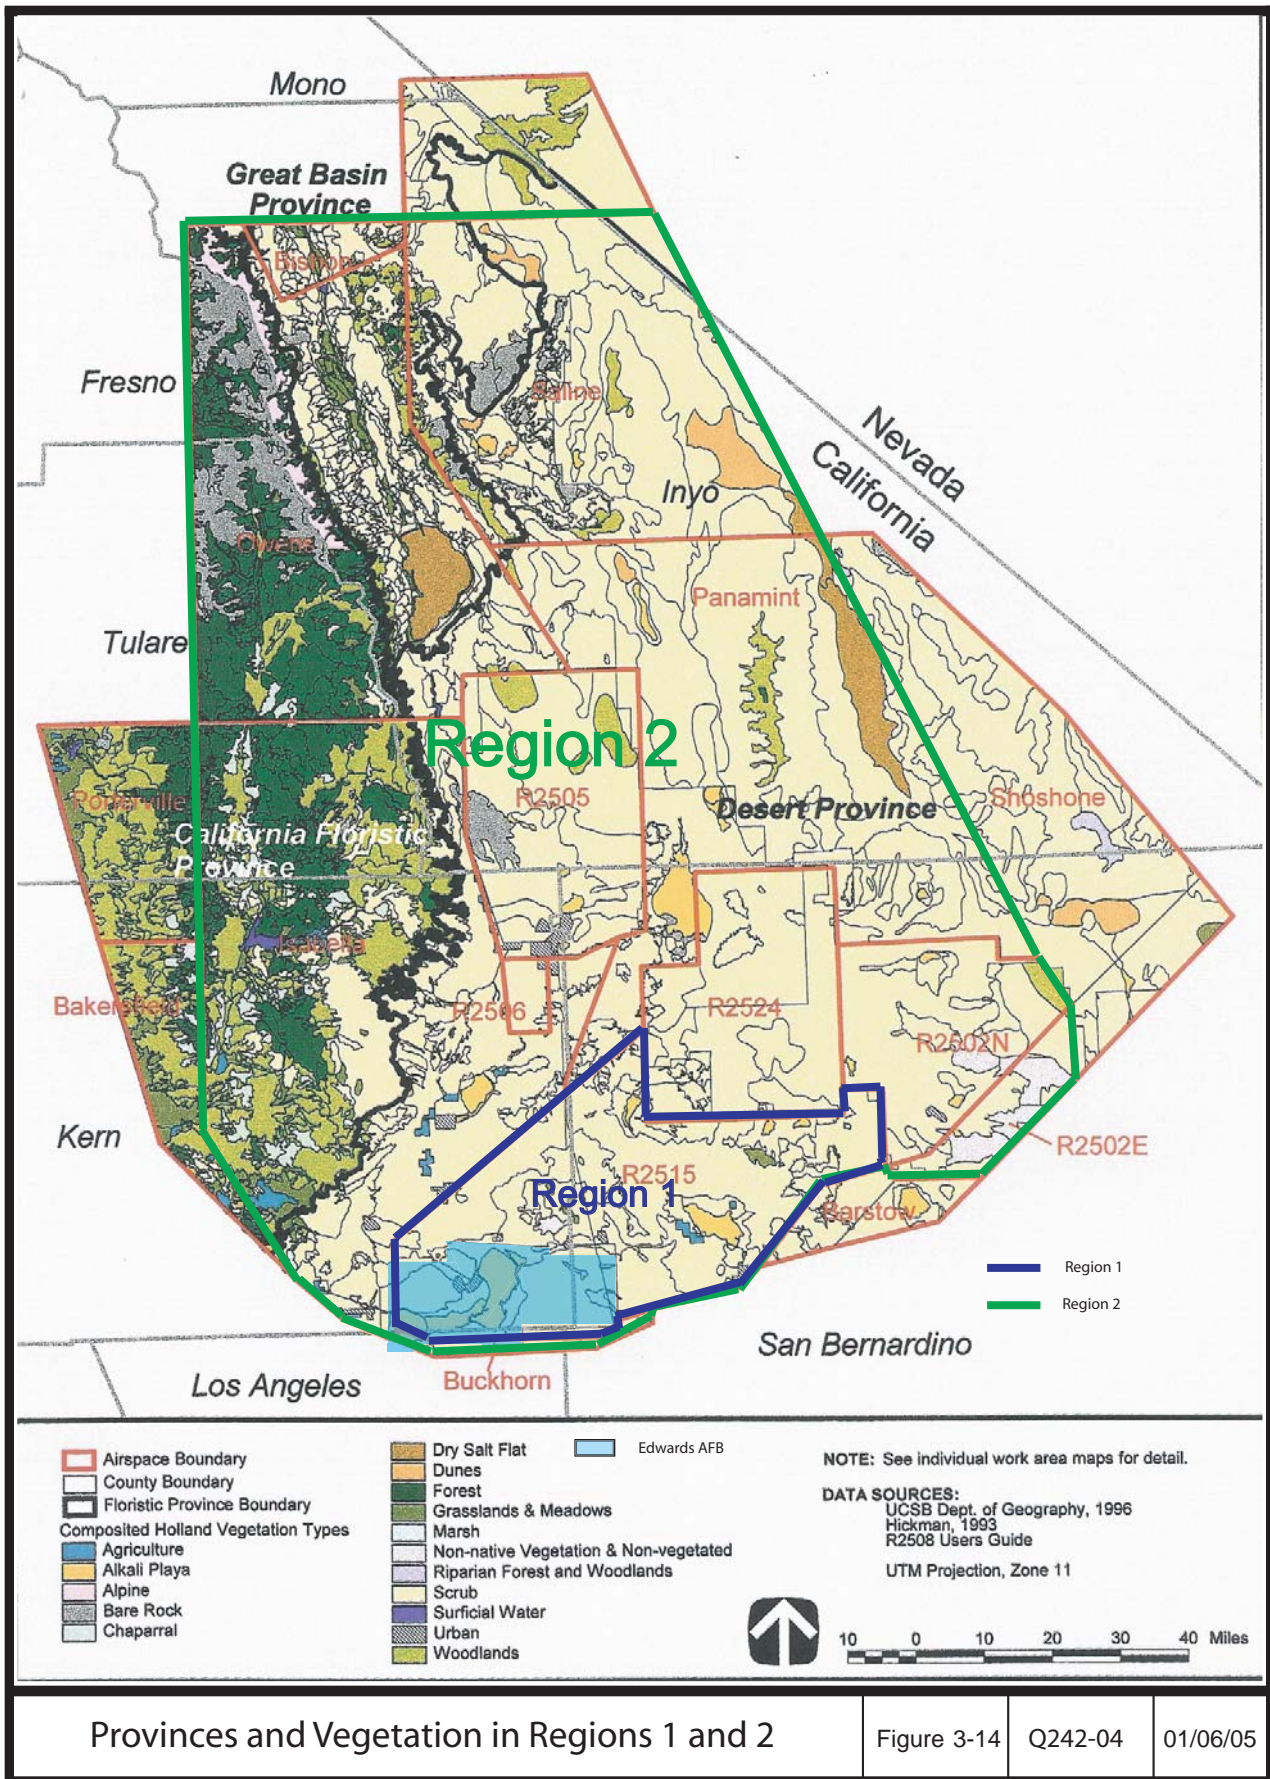 Mono
Great Basin
Province
Bishop
Fresno
Saline
Nevada
California
Inyo
Owens
Panamint
Tulare
Region 2
R2505
Desert Province
Shoshone
Porterville
California Floristic
Province
Isabella
Bakersfield
R2506
R2524
R2502N
Kern
R2502E
R2515
Region 1
Barstow
Region 1
Region 2
San Bernardino
Los Angeles
Buckhorn
Airspace Boundary
County Boundary
Floristic Province Boundary
Composited Holland Vegetation Types
Agriculture
Alkali Playa
Alpine
Bare Rock
Chaparral
Dry Salt Flat
Dunes
Forest
Grasslands & Meadows
Marsh
Non-native Vegetation & Non-vegetated
Riparian Forest and Woodlands
Scrub
Surficial Water
Urban
Woodlands
Edwards AFB
NOTE: See individual work area maps for detail.
DATA SOURCES:
UCSB Dept. of Geography, 1996
Hickman, 1993
R2508 Users Guide
UTM Projection, Zone 11
10 0 10 20 30 40 Miles
Provinces and Vegetation in Regions 1 and 2
Figure 3-14
Q242-04
01/06/05